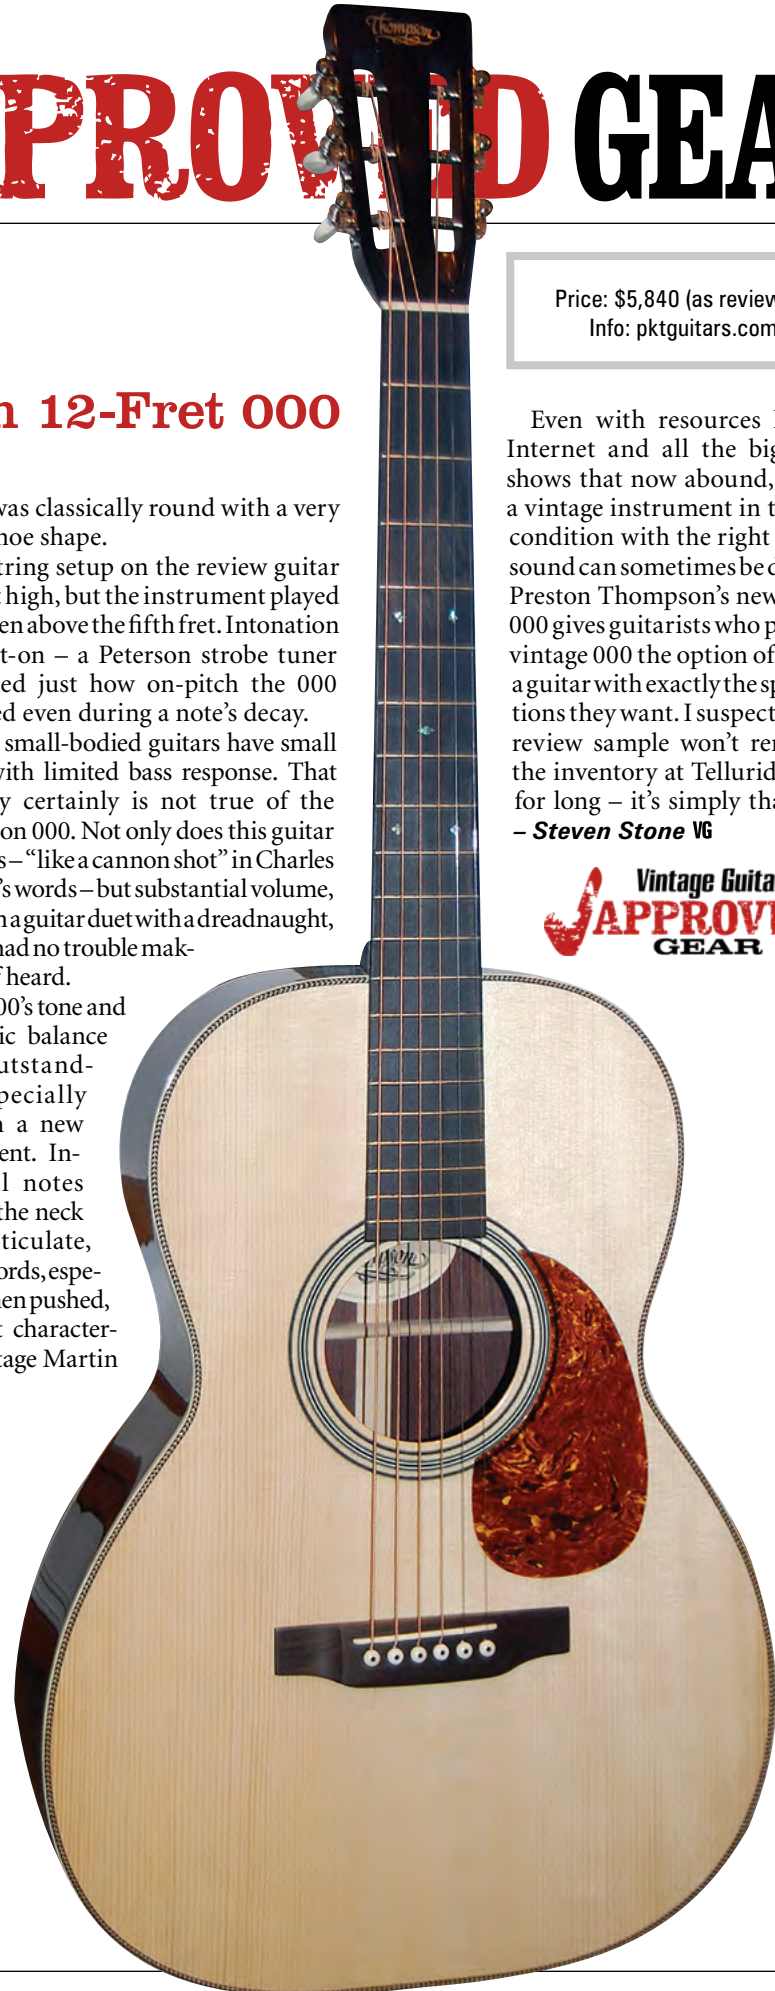 Thompson
PROVED GEA
Price: $5,840 (as review
Info: pktguitars.com
n 12-Fret 000
was classically round with a very
hoe shape.
tring setup on the review guitar
t high, but the instrument played
en above the fifth fret. Intonation
t-on – a Peterson strobe tuner
ed just how on-pitch the 000
ed even during a note's decay.
small-bodied guitars have small
with limited bass response. That
y certainly is not true of the
on 000. Not only does this guitar
s – “like a cannon shot” in Charles
’s words – but substantial volume,
n a guitar duet with a dreadnaught,
had no trouble mak-
f heard.
00’s tone and
ic balance
utstand-
pecially
n a new
ent. In-
l notes
the neck
ticulate,
ords, espe-
hen pushed,
t character-
tage Martin
Even with resources
Internet and all the big
shows that now abound,
a vintage instrument in t
condition with the right
sound can sometimes be d
Preston Thompson’s new
000 gives guitarists who p
vintage 000 the option of
a guitar with exactly the sp
tions they want. I suspect
review sample won’t re
the inventory at Tellurid
for long – it’s simply tha
– Steven Stone VG
Vintage Guita
APPROV
GEAR